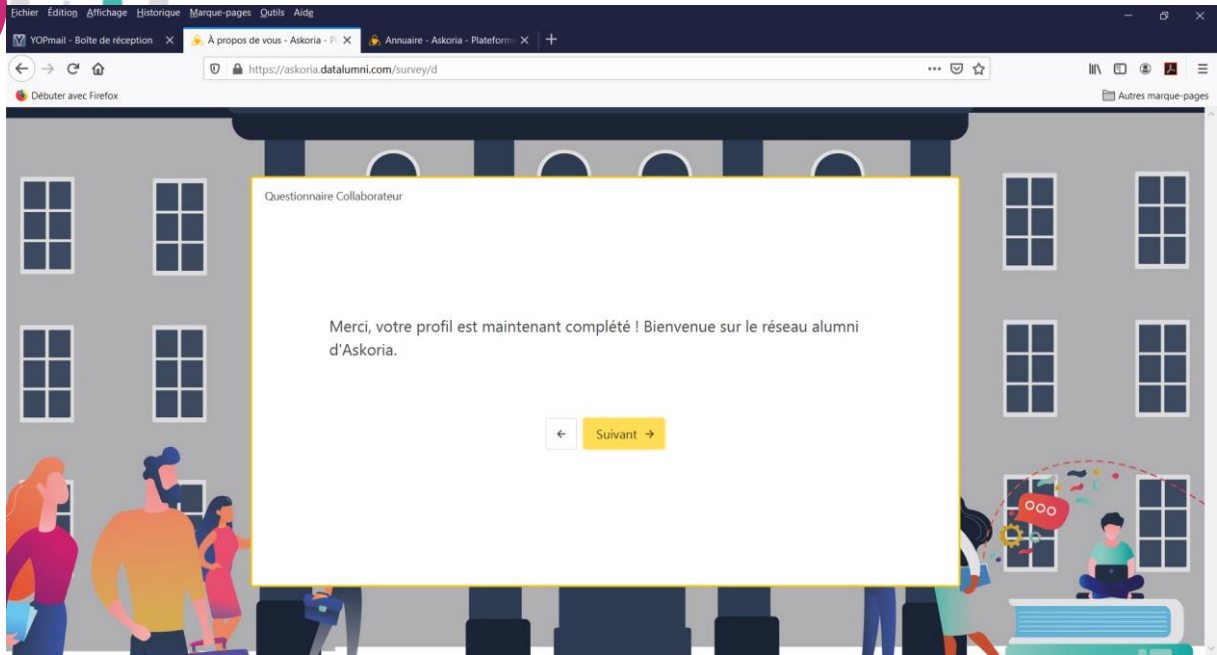 Fichier Édition Affichage Historique Marque-pages Outils Aide
YOPmail - Boîte de réception À propos de vous - Askoria - Pl Annuaire - Askoria - Plateform
https://askoria.datalumni.com/survey/d
Débuter avec Firefox Autres marque-pages
Questionnaire Collaborateur
Merci, votre profil est maintenant complété ! Bienvenue sur le réseau alumni
d'Askoria.
Suivant